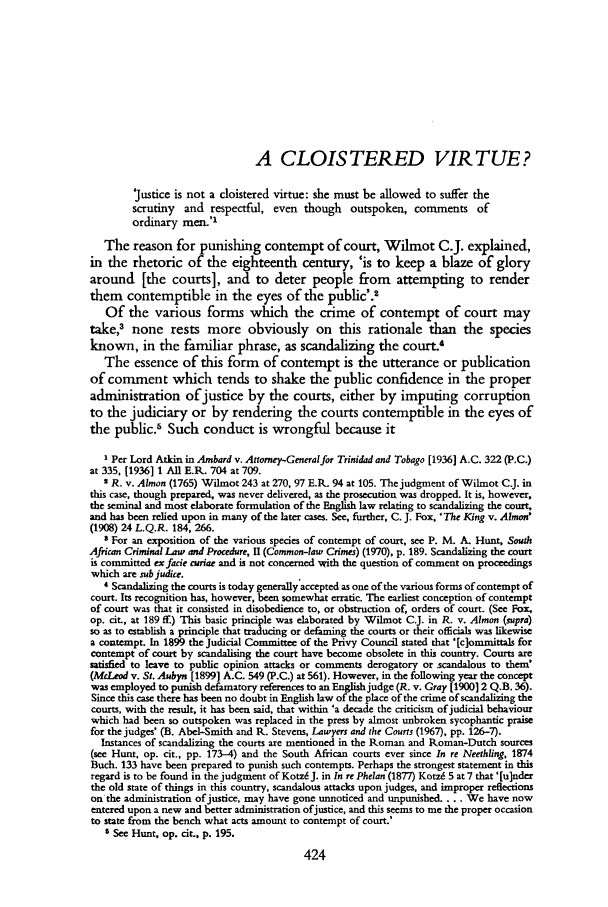 A CLOISTERED VIRTUE?
'Justice is not a cloistered virtue: she must be allowed to suffer the
scrutiny and respectful, even though outspoken, comments of
ordinary men.'¹
The reason for punishing contempt of court, Wilmot C.J. explained,
in the rhetoric of the eighteenth century, 'is to keep a blaze of glory
around [the courts], and to deter people from attempting to render
them contemptible in the eyes of the public'.²
Of the various forms which the crime of contempt of court may
take,³ none rests more obviously on this rationale than the species
known, in the familiar phrase, as scandalizing the court.⁴
The essence of this form of contempt is the utterance or publication
of comment which tends to shake the public confidence in the proper
administration of justice by the courts, either by imputing corruption
to the judiciary or by rendering the courts contemptible in the eyes of
the public.⁵ Such conduct is wrongful because it
¹ Per Lord Atkin in Ambard v. Attorney-General for Trinidad and Tobago [1936] A.C. 322 (P.C.)
at 335, [1936] 1 All E.R. 704 at 709.
² R. v. Almon (1765) Wilmot 243 at 270, 97 E.R. 94 at 105. The judgment of Wilmot C.J. in
this case, though prepared, was never delivered, as the prosecution was dropped. It is, however,
the seminal and most elaborate formulation of the English law relating to scandalizing the court,
and has been relied upon in many of the later cases. See, further, C. J. Fox, 'The King v. Almon'
(1908) 24 L.Q.R. 184, 266.
³ For an exposition of the various species of contempt of court, see P. M. A. Hunt, South
African Criminal Law and Procedure, II (Common-law Crimes) (1970), p. 189. Scandalizing the court
is committed ex facie curiae and is not concerned with the question of comment on proceedings
which are sub judice.
⁴ Scandalizing the courts is today generally accepted as one of the various forms of contempt of
court. Its recognition has, however, been somewhat erratic. The earliest conception of contempt
of court was that it consisted in disobedience to, or obstruction of, orders of court. (See Fox,
op. cit., at 189 ff.) This basic principle was elaborated by Wilmot C.J. in R. v. Almon (supra)
so as to establish a principle that traducing or defaming the courts or their officials was likewise
a contempt. In 1899 the Judicial Committee of the Privy Council stated that '[c]ommittals for
contempt of court by scandalising the court have become obsolete in this country. Courts are
satisfied to leave to public opinion attacks or comments derogatory or scandalous to them'
(McLeod v. St. Aubyn [1899] A.C. 549 (P.C.) at 561). However, in the following year the concept
was employed to punish defamatory references to an English judge (R. v. Gray [1900] 2 Q.B. 36).
Since this case there has been no doubt in English law of the place of the crime of scandalizing the
courts, with the result, it has been said, that within 'a decade the criticism of judicial behaviour
which had been so outspoken was replaced in the press by almost unbroken sycophantic praise
for the judges' (B. Abel-Smith and R. Stevens, Lawyers and the Courts (1967), pp. 126–7).
Instances of scandalizing the courts are mentioned in the Roman and Roman-Dutch sources
(see Hunt, op. cit., pp. 173–4) and the South African courts ever since In re Neethling, 1874
Buch. 133 have been prepared to punish such contempts. Perhaps the strongest statement in this
regard is to be found in the judgment of Kotzé J. in In re Phelan (1877) Kotzé 5 at 7 that '[u]nder
the old state of things in this country, scandalous attacks upon judges, and improper reflections
on the administration of justice, may have gone unnoticed and unpunished. . . . We have now
entered upon a new and better administration of justice, and this seems to me the proper occasion
to state from the bench what acts amount to contempt of court.'
⁵ See Hunt, op. cit., p. 195.
424